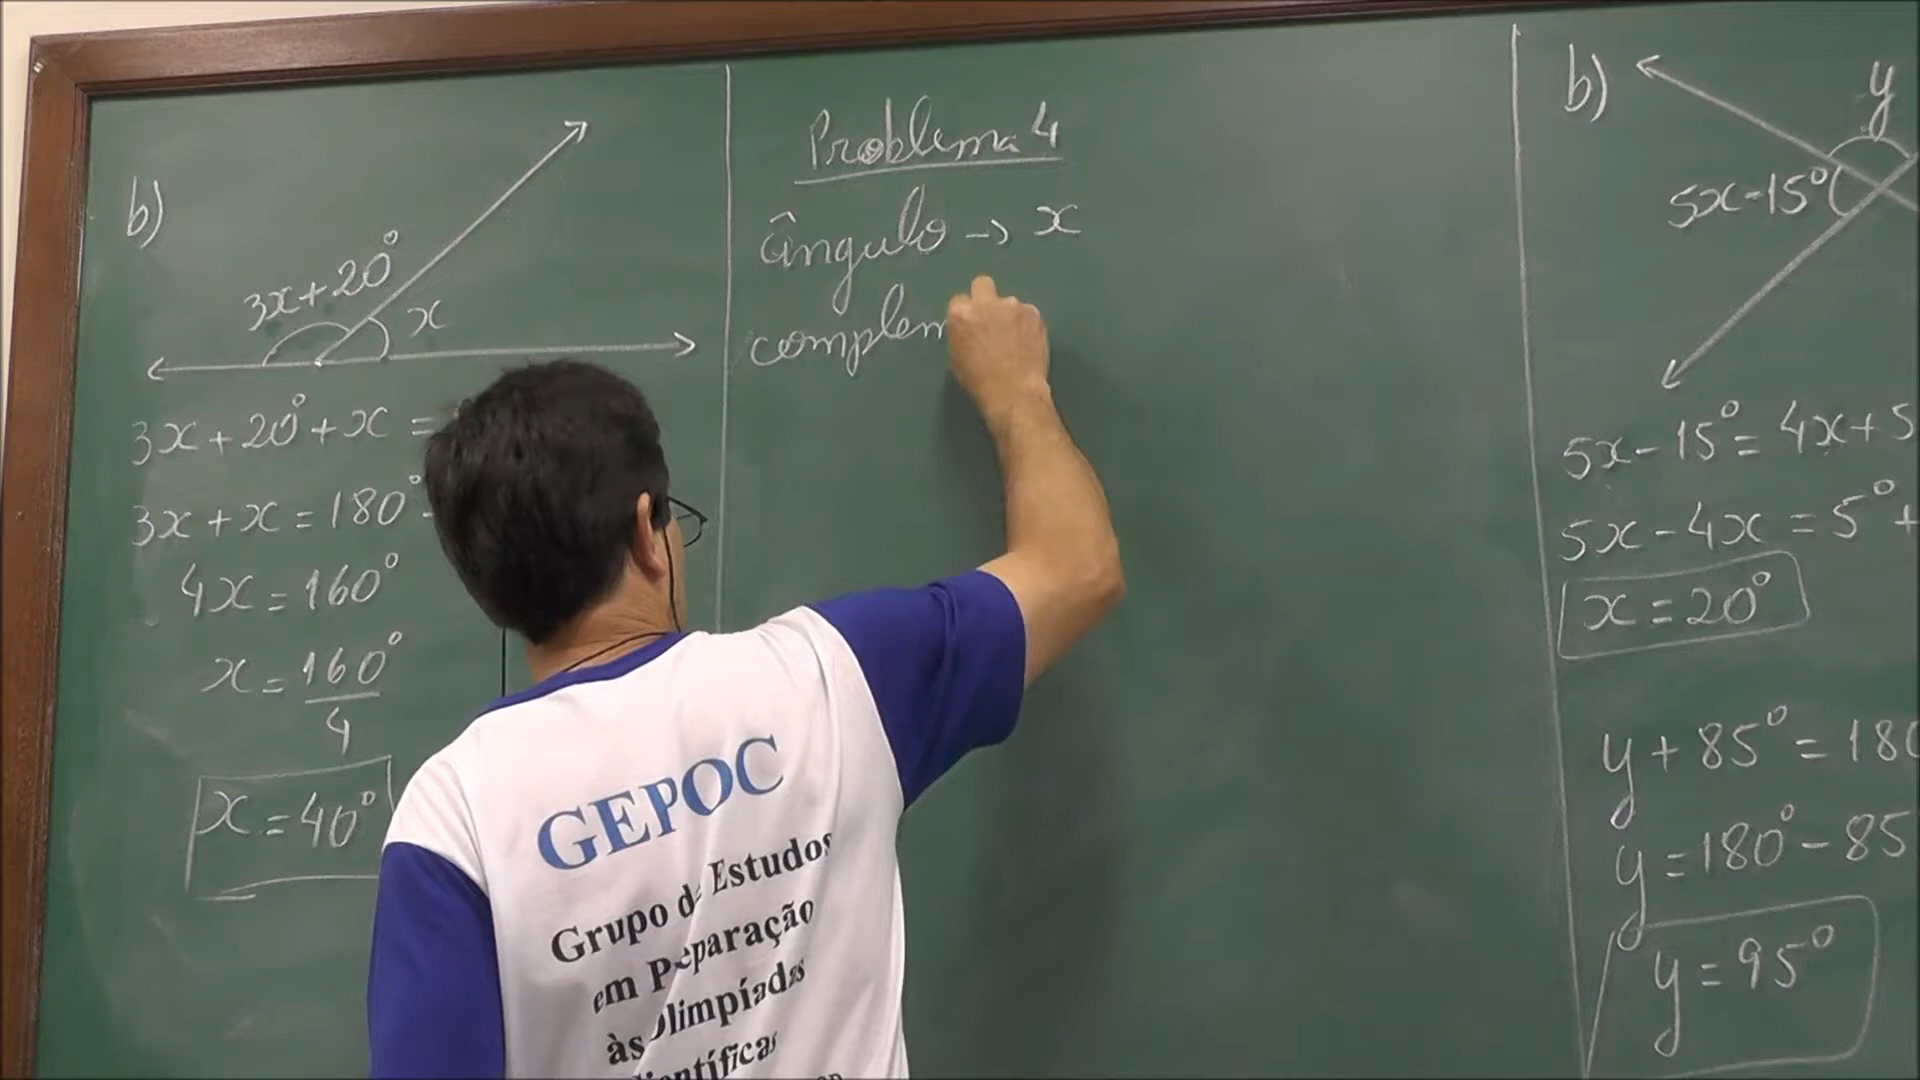 b)
3x+20°
x
3x+20°+x=
3x+x=180°
4x=160°
x=160°
4
x=40°
Problema 4
ângulo → x
complem
b)
y
5x-15°
5x-15°=4x+5
5x-4x=5°+
x=20°
y+85°=180
y=180°-85
y=95°
GEPOC
Grupo de Estudos
em Preparação
às Olimpíadas